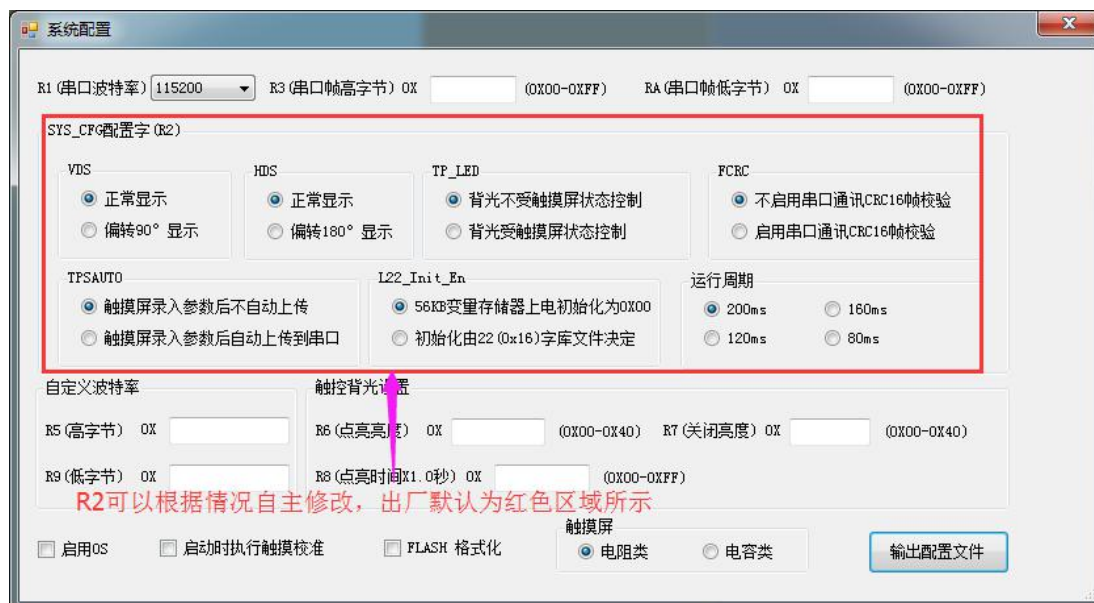 系统配置
R1(串口波特率) 115200 R3(串口帧高字节) 0X (0X00-0XFF) RA(串口帧低字节) 0X (0X00-0XFF)
SYS_CFG配置字(R2)
VDS HDS TP_LED FCRC
正常显示 正常显示 背光不受触摸屏状态控制 不启用串口通讯CRC16帧校验
偏转90° 显示 偏转180° 显示 背光受触摸屏状态控制 启用串口通讯CRC16帧校验
TPSAUTO L22_Init_En 运行周期
触摸屏录入参数后不自动上传 56KB变量存储器上电初始化为0X00 200ms 160ms
触摸屏录入参数后自动上传到串口 初始化由22(0x16)字库文件决定 120ms 80ms
自定义波特率 触控背光设置
R5(高字节) 0X R6(点亮亮度) 0X (0X00-0X40) R7(关闭亮度) 0X (0X00-0X40)
R9(低字节) 0X R8(点亮时间X1.0秒) 0X (0X00-0XFF)
R2可以根据情况自主修改，出厂默认为红色区域所示
触摸屏
启用OS 启动时执行触摸校准 FLASH 格式化 电阻类 电容类 输出配置文件